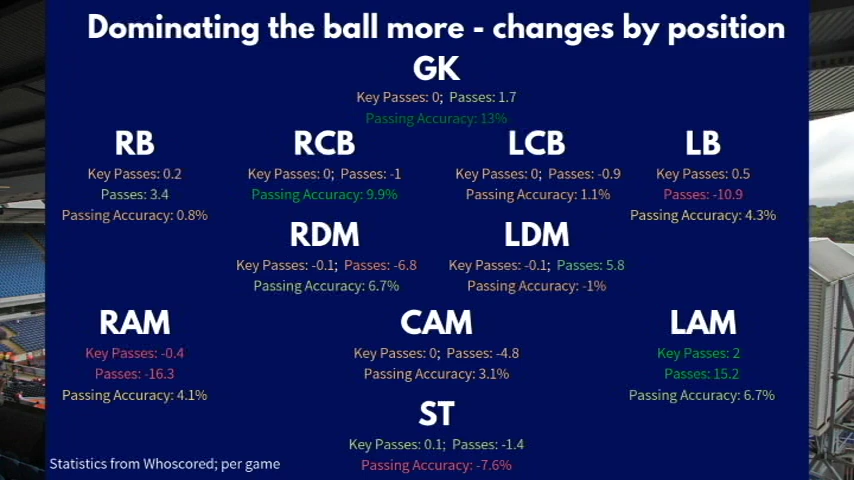 Dominating the ball more - changes by position
GK
Key Passes: 0; Passes: 1.7
Passing Accuracy: 13%
RB
Key Passes: 0.2
Passes: 3.4
Passing Accuracy: 0.8%
RCB
Key Passes: 0; Passes: -1
Passing Accuracy: 9.9%
LCB
Key Passes: 0; Passes: -0.9
Passing Accuracy: 1.1%
LB
Key Passes: 0.5
Passes: -10.9
Passing Accuracy: 4.3%
RDM
Key Passes: -0.1; Passes: -6.8
Passing Accuracy: 6.7%
LDM
Key Passes: -0.1; Passes: 5.8
Passing Accuracy: -1%
RAM
Key Passes: -0.4
Passes: -16.3
Passing Accuracy: 4.1%
CAM
Key Passes: 0; Passes: -4.8
Passing Accuracy: 3.1%
LAM
Key Passes: 2
Passes: 15.2
Passing Accuracy: 6.7%
ST
Key Passes: 0.1; Passes: -1.4
Passing Accuracy: -7.6%
Statistics from Whoscored; per game